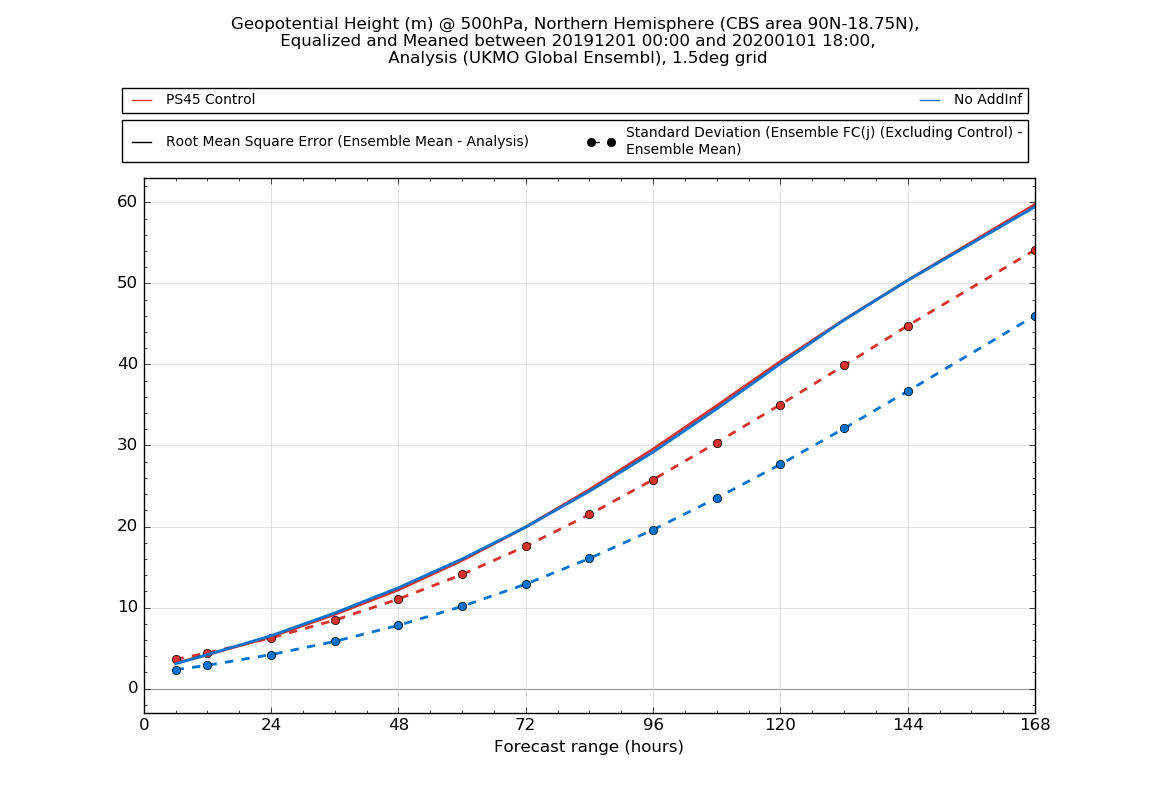 Geopotential Height (m) @ 500hPa, Northern Hemisphere (CBS area 90N-18.75N),
Equalized and Meaned between 20191201 00:00 and 20200101 18:00,
Analysis (UKMO Global Ensembl), 1.5deg grid
PS45 Control No AddInf
Root Mean Square Error (Ensemble Mean - Analysis) Standard Deviation (Ensemble FC(j) (Excluding Control) -
Ensemble Mean)
60
50
40
30
20
10
0
0 24 48 72 96 120 144 168
Forecast range (hours)